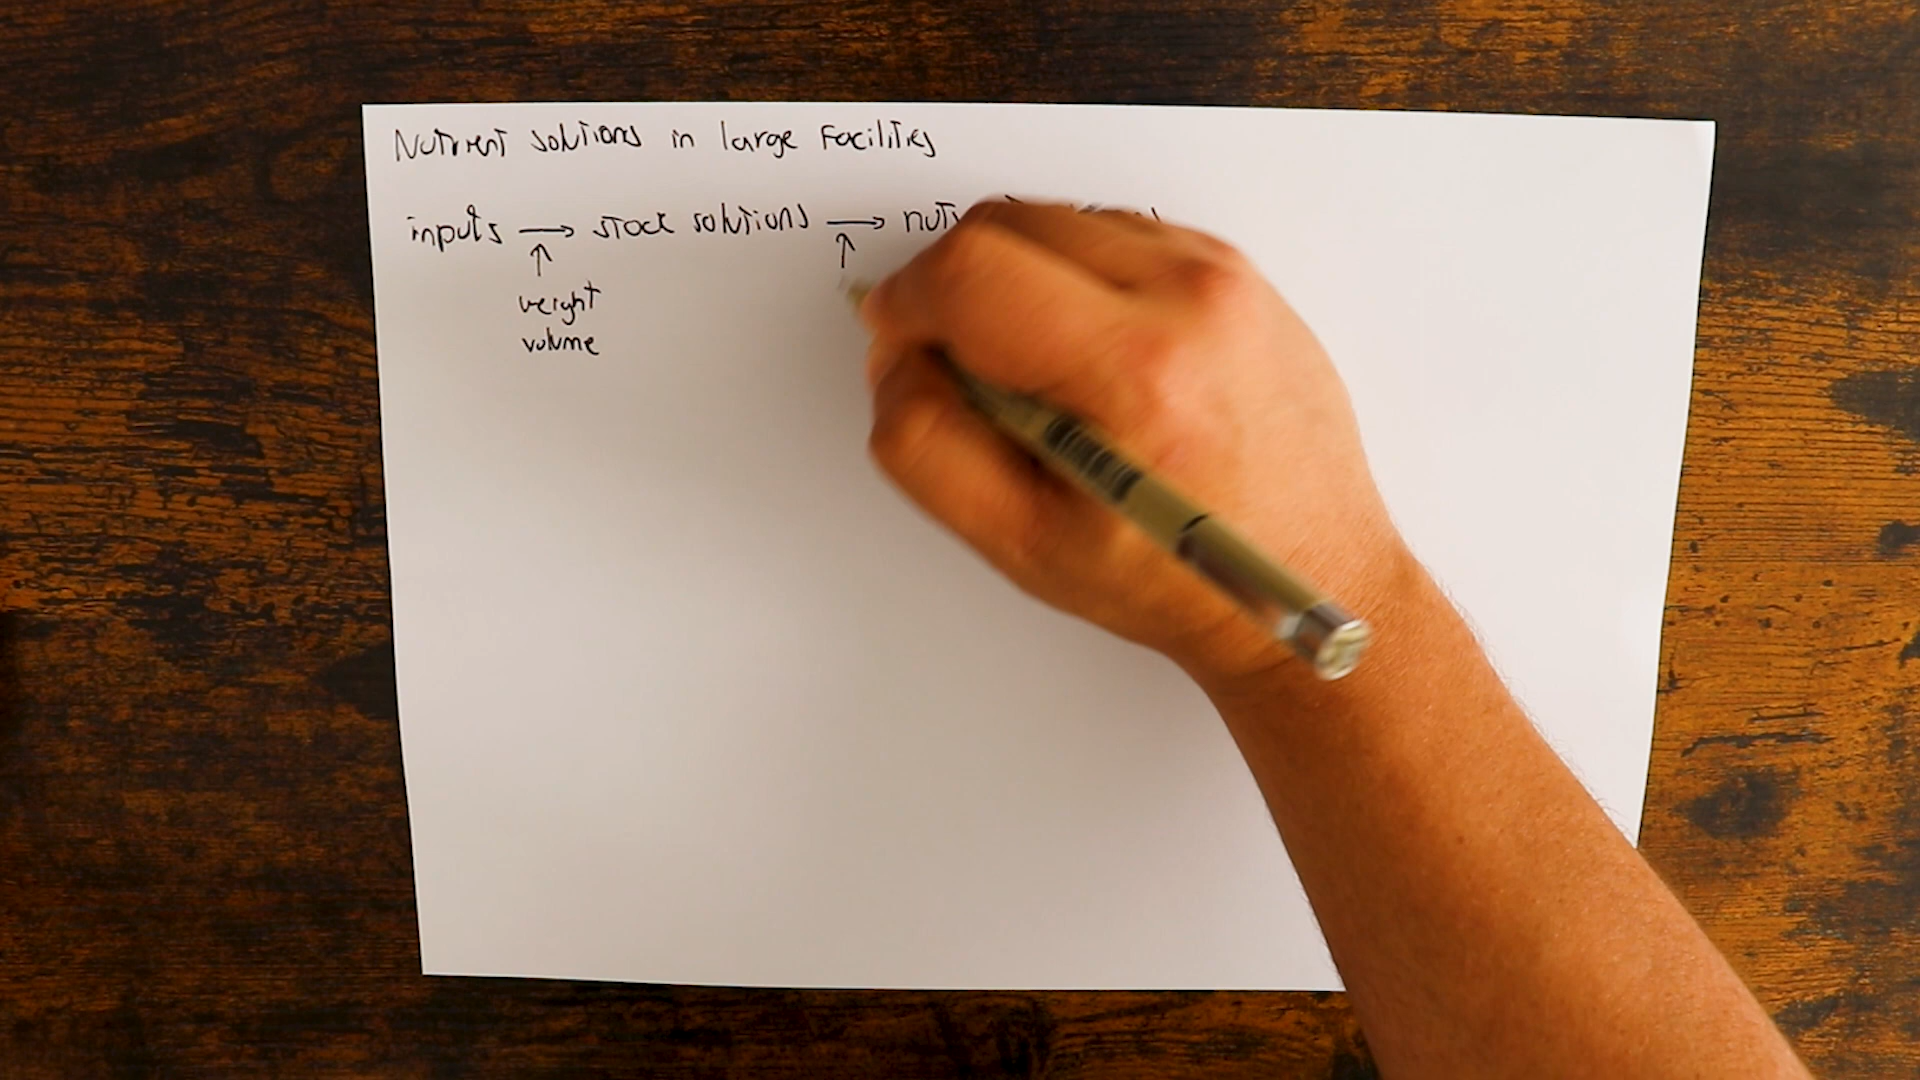 Nutrient solutions in large facilities
inputs → stock solutions →
↑ ↑
weight
volume